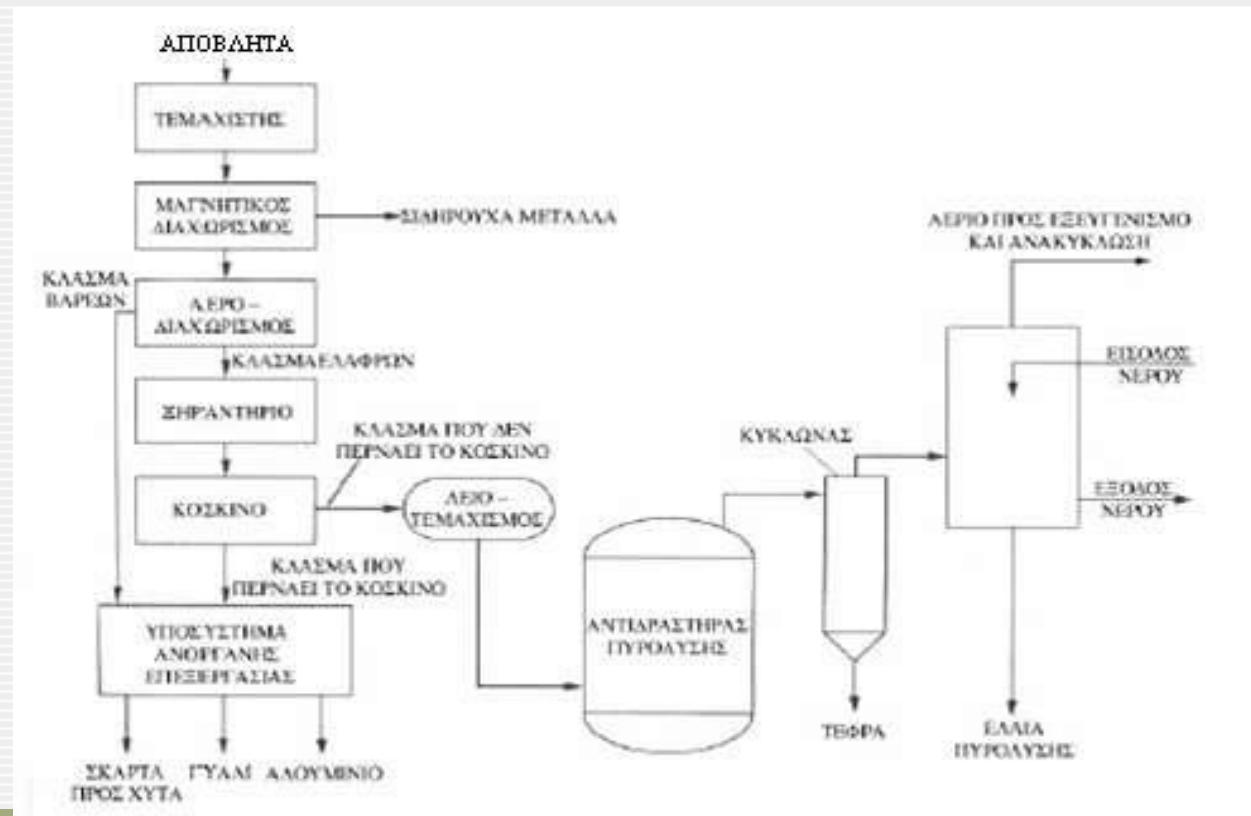 ΑΠΟΒΛΗΤΑ
ΤΕΜΑΧΙΣΤΗΣ
ΜΑΓΝΗΤΙΚΟΣ
ΔΙΑΧΩΡΙΣΜΟΣ
ΣΙΔΗΡΟΥΧΑ ΜΕΤΑΛΛΑ
ΑΕΡΙΟ ΠΡΟΣ ΕΞΕΥΓΕΝΙΣΜΟ
ΚΑΙ ΑΝΑΚΥΚΛΩΣΗ
ΚΛΑΣΜΑ
ΒΑΡΕΩΝ
ΑΕΡΟ –
ΔΙΑΧΩΡΙΣΜΟΣ
ΚΛΑΣΜΑ ΕΛΑΦΡΩΝ
ΕΙΣΟΔΟΣ
ΝΕΡΟΥ
ΞΗΡΑΝΤΗΡΙΟ
ΚΛΑΣΜΑ ΠΟΥ ΔΕΝ
ΠΕΡΝΑΕΙ ΤΟ ΚΟΣΚΙΝΟ
ΚΥΚΛΩΝΑΣ
ΚΟΣΚΙΝΟ
ΛΕΙΟ –
ΤΕΜΑΧΙΣΜΟΣ
ΕΞΟΔΟΣ
ΝΕΡΟΥ
ΚΛΑΣΜΑ ΠΟΥ
ΠΕΡΝΑΕΙ ΤΟ ΚΟΣΚΙΝΟ
ΥΠΟΣΥΣΤΗΜΑ
ΑΝΟΡΓΑΝΗΣ
ΕΠΕΞΕΡΓΑΣΙΑΣ
ΑΝΤΙΔΡΑΣΤΗΡΑΣ
ΠΥΡΟΛΥΣΗΣ
ΤΕΦΡΑ
ΕΛΑΙΑ
ΠΥΡΟΛΥΣΗΣ
ΣΚΑΡΤΑ
ΠΡΟΣ ΧΥΤΑ
ΓΥΑΛΙ
ΑΛΟΥΜΙΝΙΟ